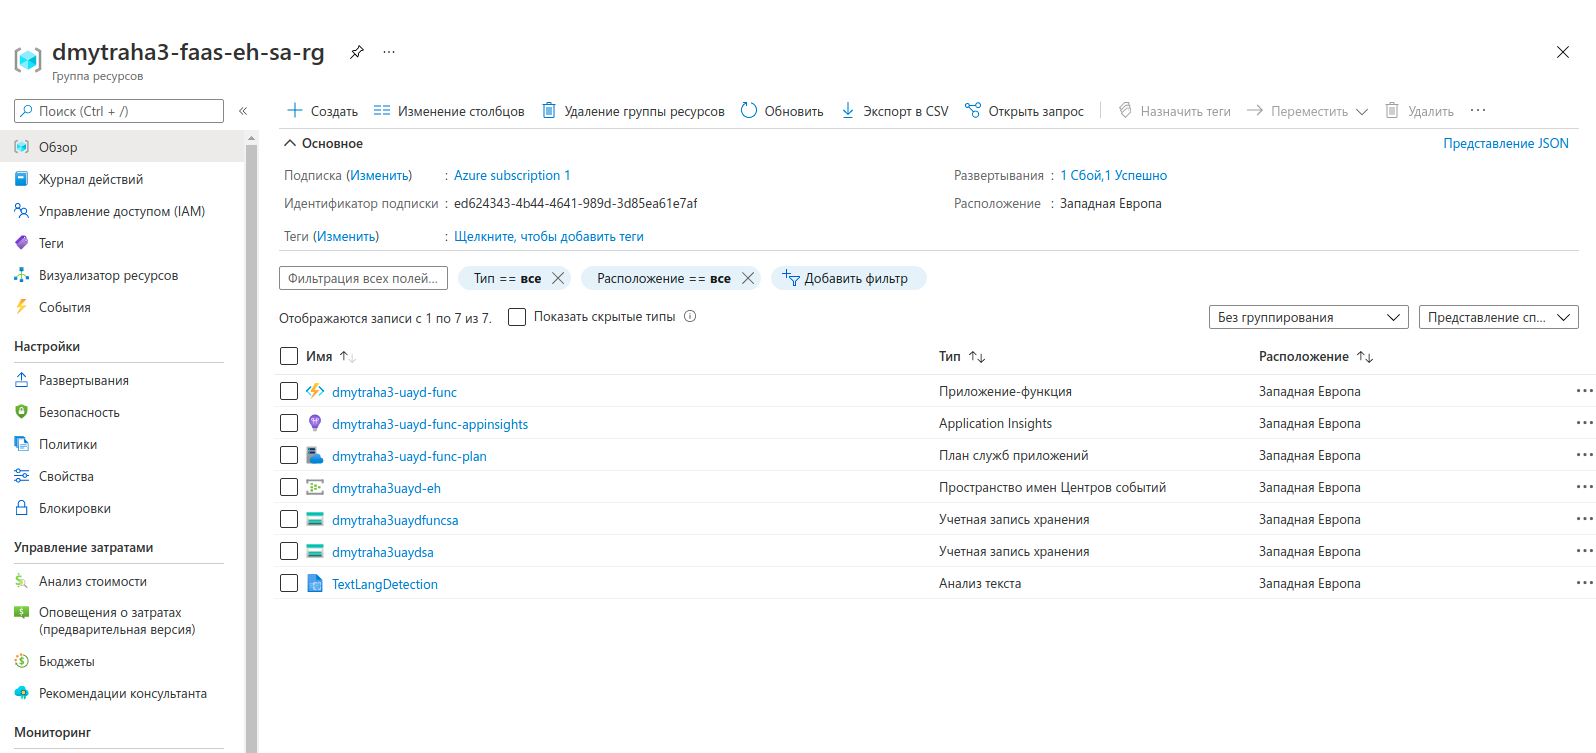 dmytraha3-faas-eh-sa-rg
Группа ресурсов
Поиск (Ctrl + /)
Обзор
Журнал действий
Управление доступом (IAM)
Теги
Визуализатор ресурсов
События
Настройки
Развертывания
Безопасность
Политики
Свойства
Блокировки
Управление затратами
Анализ стоимости
Оповещения о затратах
(предварительная версия)
Бюджеты
Рекомендации консультанта
Мониторинг
Создать Изменение столбцов Удаление группы ресурсов Обновить Экспорт в CSV Открыть запрос Назначить теги Переместить Удалить
Основное Представление JSON
Подписка (Изменить) : Azure subscription 1 Развертывания : 1 Сбой,1 Успешно
Идентификатор подписки : ed624343-4b44-4641-989d-3d85ea61e7af Расположение : Западная Европа
Теги (Изменить) : Щелкните, чтобы добавить теги
Фильтрация всех полей... Тип == все Расположение == все Добавить фильтр
Отображаются записи с 1 по 7 из 7. Показать скрытые типы Без группирования Представление сп...
Имя Тип Расположение
dmytraha3-uayd-func Приложение-функция Западная Европа
dmytraha3-uayd-func-appinsights Application Insights Западная Европа
dmytraha3-uayd-func-plan План служб приложений Западная Европа
dmytraha3uayd-eh Пространство имен Центров событий Западная Европа
dmytraha3uaydfuncsa Учетная запись хранения Западная Европа
dmytraha3uaydsa Учетная запись хранения Западная Европа
TextLangDetection Анализ текста Западная Европа